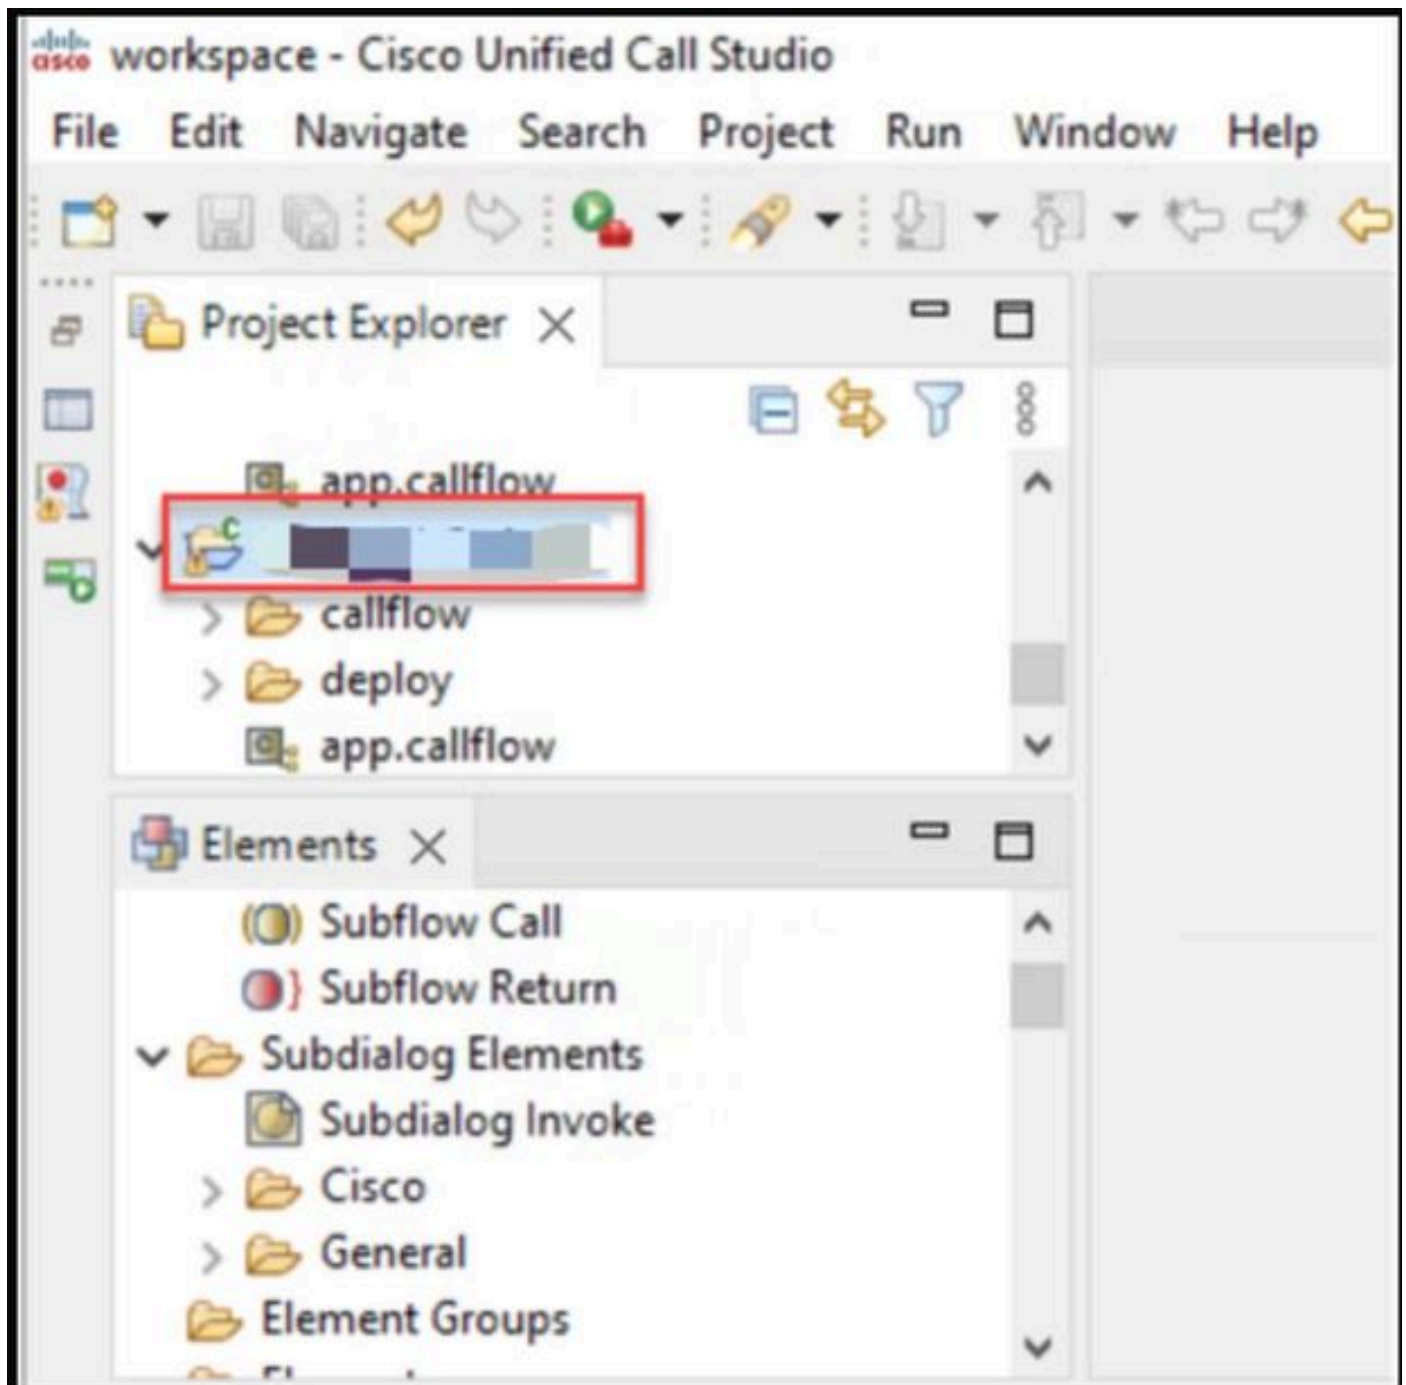 cisco workspace - Cisco Unified Call Studio
File Edit Navigate Search Project Run Window Help
Project Explorer
app.callflow
C
callflow
deploy
app.callflow
Elements
Subflow Call
Subflow Return
Subdialog Elements
Subdialog Invoke
Cisco
General
Element Groups